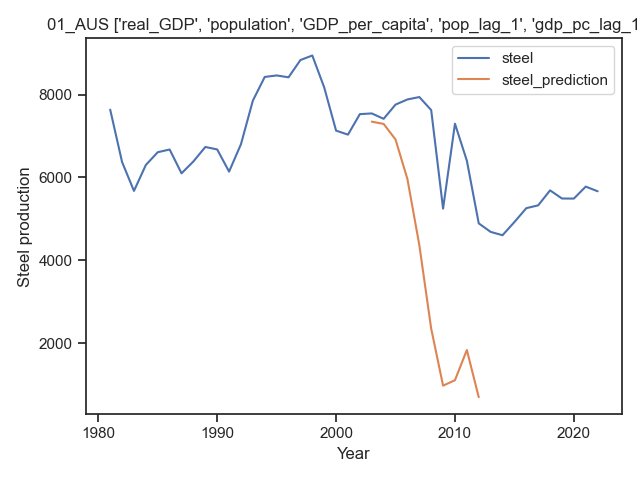 01_AUS ['real_GDP', 'population', 'GDP_per_capita', 'pop_lag_1', 'gdp_pc_lag_1
steel
steel_prediction
8000
6000
4000
2000
Steel production
1980
1990
2000
2010
2020
Year